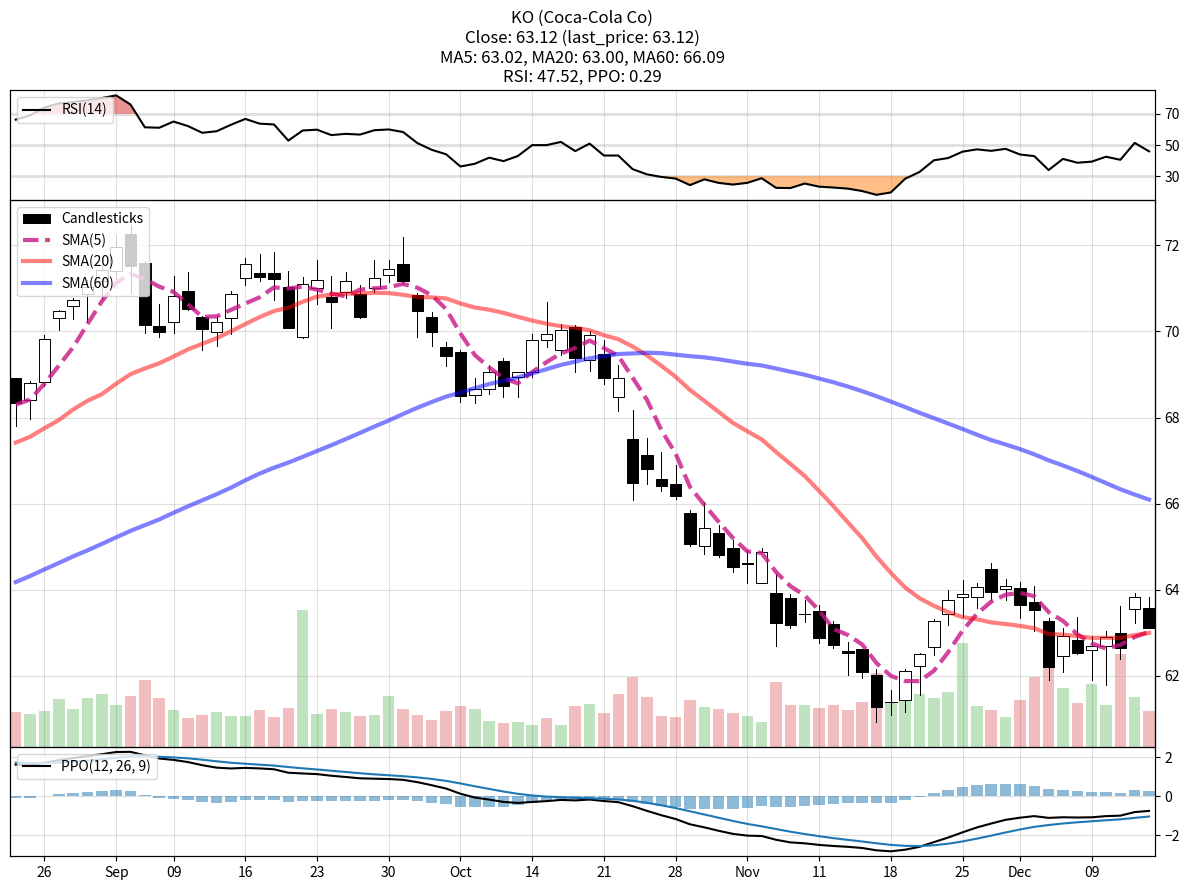 KO (Coca-Cola Co)
Close: 63.12 (last_price: 63.12)
MA5: 63.02, MA20: 63.00, MA60: 66.09
RSI: 47.52, PPO: 0.29
RSI(14)
70
50
30
Candlesticks
SMA(5)
SMA(20)
SMA(60)
72
70
68
66
64
62
PPO(12, 26, 9)
2
0
−2
26 Sep 09 16 23 30 Oct 14 21 28 Nov 11 18 25 Dec 09